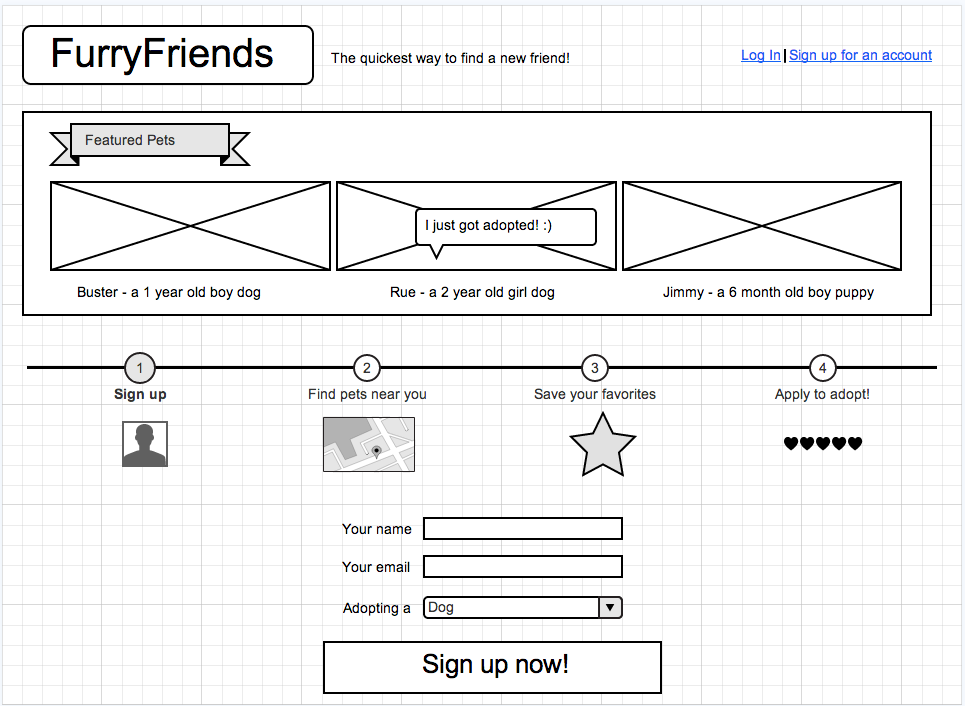 FurryFriends
The quickest way to find a new friend!
Log In | Sign up for an account
Featured Pets
I just got adopted! :)
Buster - a 1 year old boy dog
Rue - a 2 year old girl dog
Jimmy - a 6 month old boy puppy
1
Sign up
2
Find pets near you
3
Save your favorites
4
Apply to adopt!
Your name
Your email
Adopting a Dog
Sign up now!